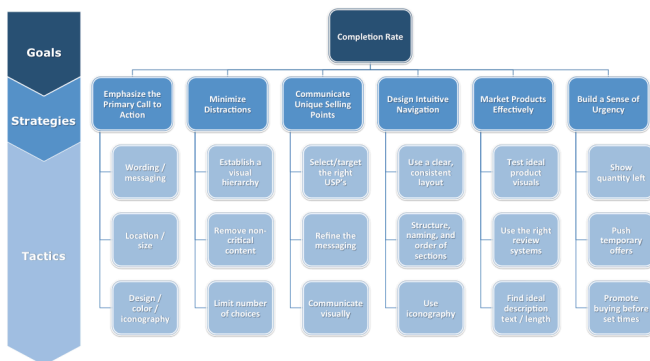 Goals
Completion Rate
Strategies
Emphasize the
Primary Call to
Action
Minimize
Distractions
Communicate
Unique Selling
Points
Design Intuitive
Navigation
Market Products
Effectively
Build a Sense of
Urgency
Tactics
Wording /
messaging
Establish a
visual
hierarchy
Select/target
the right
USP's
Use a clear,
consistent
layout
Test ideal
product
visuals
Show
quantity left
Location /
size
Remove non-
critical
content
Refine the
messaging
Structure,
naming, and
order of
sections
Use the right
review
systems
Push
temporary
offers
Design /
color /
iconography
Limit number
of choices
Communicate
visually
Use
iconography
Find ideal
description
text / length
Promote
buying before
set times